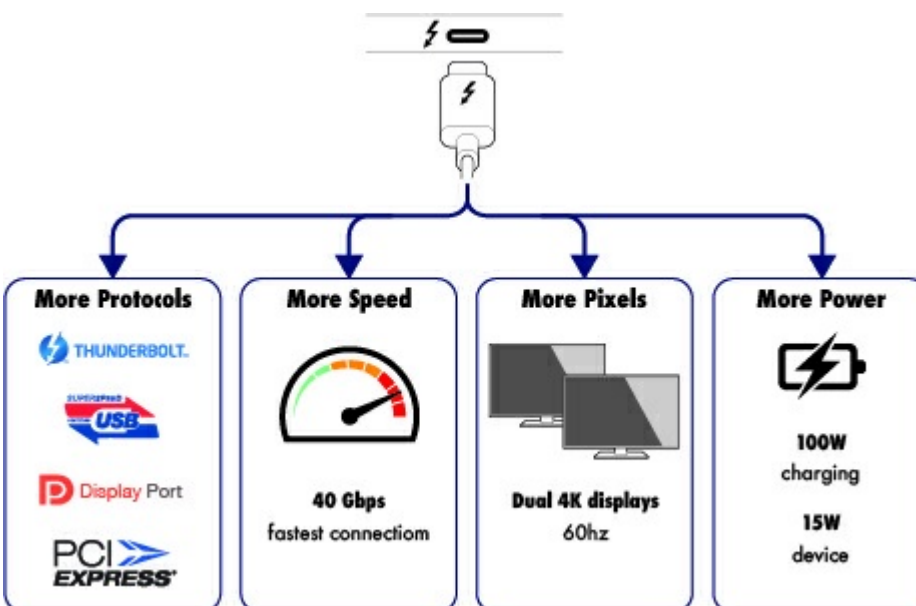 More Protocols
THUNDERBOLT™
SUPERSPEED
USB
Display Port
PCI
EXPRESS®
More Speed
40 Gbps
fastest connectiom
More Pixels
Dual 4K displays
60hz
More Power
100W
charging
15W
device